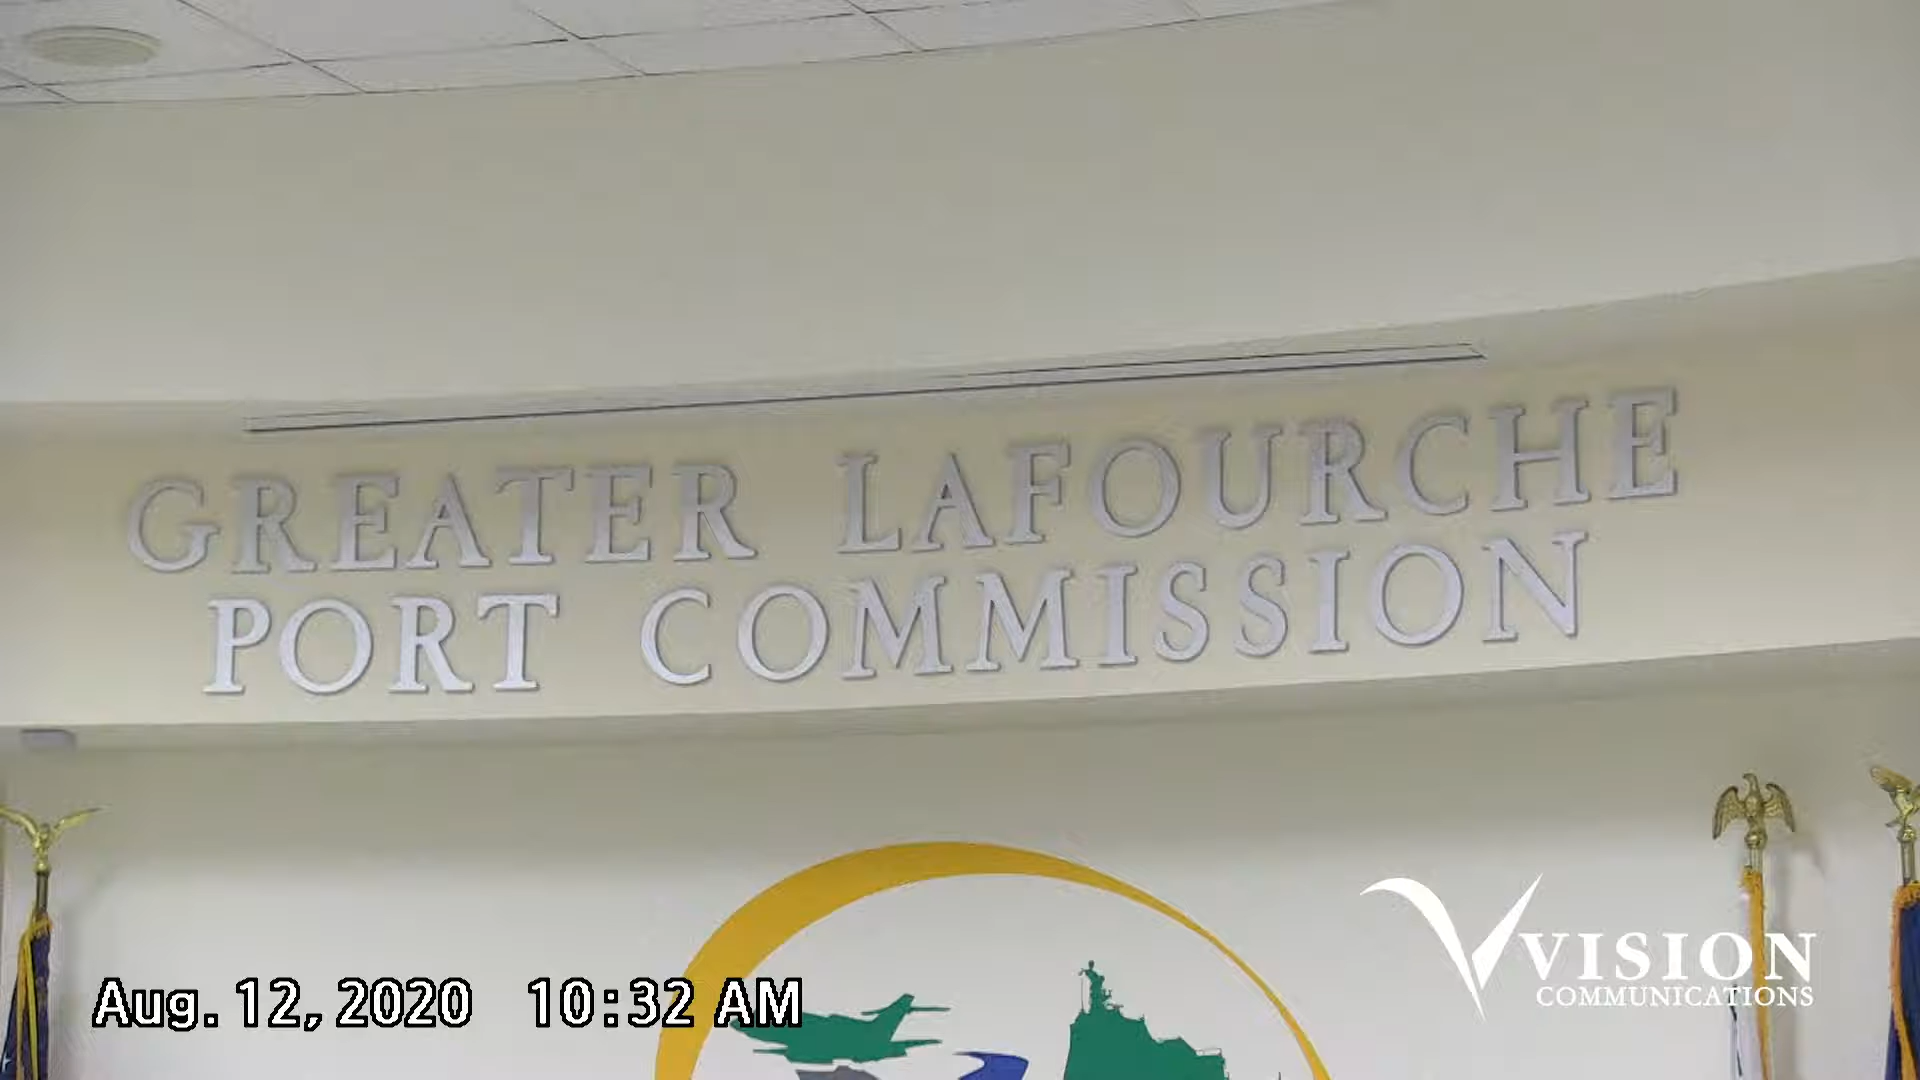 GREATER LAFOURCHE
PORT COMMISSION
Aug. 12, 2020 10:32 AM
VISION
COMMUNICATIONS